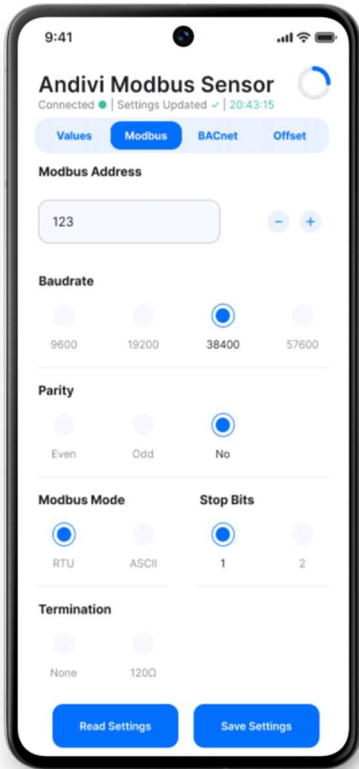 9:41
Andivi Modbus Sensor
Connected ● | Settings Updated ✓ | 20:43:15
Values Modbus BACnet Offset
Modbus Address
123 - +
Baudrate
9600 19200 38400 57600
Parity
Even Odd No
Modbus Mode Stop Bits
RTU ASCII 1 2
Termination
None 120Ω
Read Settings Save Settings